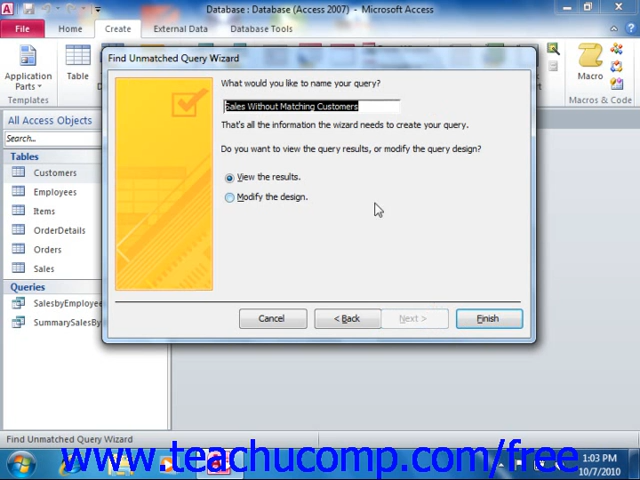 Database : Database (Access 2007) - Microsoft Access
File
Home
Create
External Data
Database Tools
Application
Parts
Templates
Table
Macro
Macros & Code
Find Unmatched Query Wizard
What would you like to name your query?
Sales Without Matching Customers
That's all the information the wizard needs to create your query.
Do you want to view the query results, or modify the query design?
View the results.
Modify the design.
Cancel
< Back
Next >
Finish
All Access Objects
Search...
Tables
Customers
Employees
Items
OrderDetails
Orders
Sales
Queries
SalesbyEmployee
SummarySalesBy
Find Unmatched Query Wizard
www.teachucomp.com/free
1:03 PM
10/7/2010